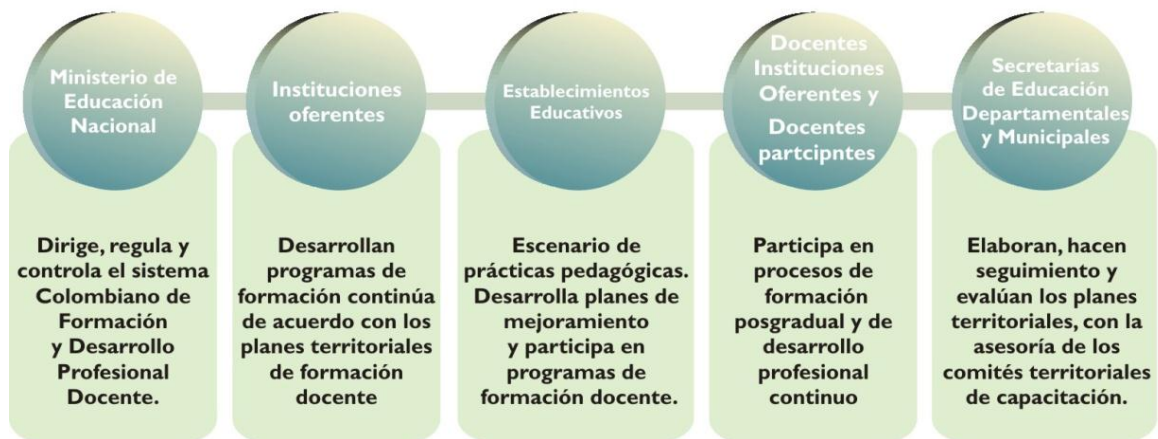 Ministerio de
Educación
Nacional
Dirige, regula y
controla el sistema
Colombiano de
Formación
y Desarrollo
Profesional
Docente.
Instituciones
oferentes
Desarrollan
programas de
formación continúa
de acuerdo con los
planes territoriales
de formación
docente
Establecimientos
Educativos
Escenario de
prácticas pedagógicas.
Desarrolla planes de
mejoramiento
y participa en
programas de
formación docente.
Docentes
Instituciones
Oferentes y
Docentes
partcipntes
Participa en
procesos de
formación
posgradual y de
desarrollo
profesional
continuo
Secretarías
de Educación
Departamentales
y Municipales
Elaboran, hacen
seguimiento y
evalúan los planes
territoriales, con la
asesoría de los
comités territoriales
de capacitación.